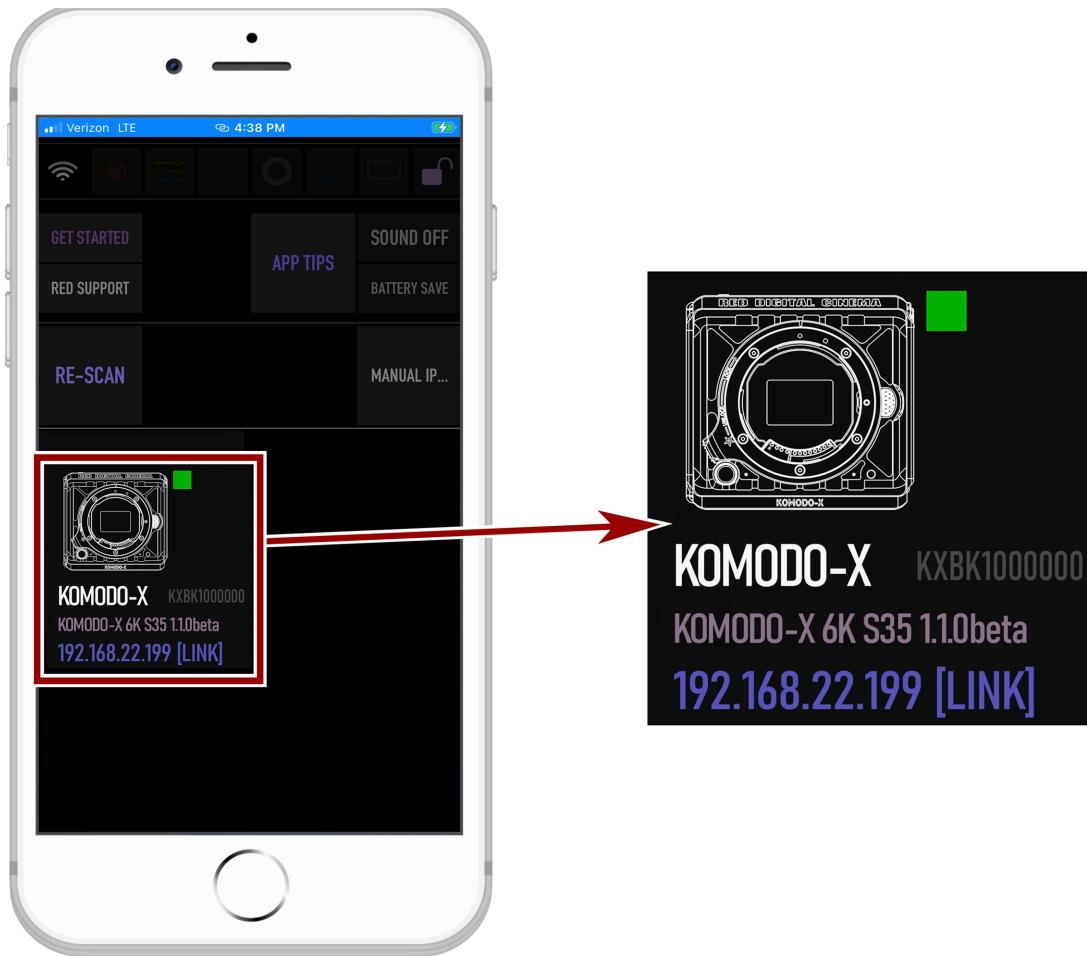 Verizon LTE 4:38 PM
GET STARTED
RED SUPPORT
APP TIPS
SOUND OFF
BATTERY SAVE
RE-SCAN
MANUAL IP...
RED DIGITAL CINEMA
KOMODO-X
KOMODO-X KXBK1000000
KOMODO-X 6K S35 1.1.0beta
192.168.22.199 [LINK]
RED DIGITAL CINEMA
KOMODO-X
KOMODO-X KXBK1000000
KOMODO-X 6K S35 1.1.0beta
192.168.22.199 [LINK]